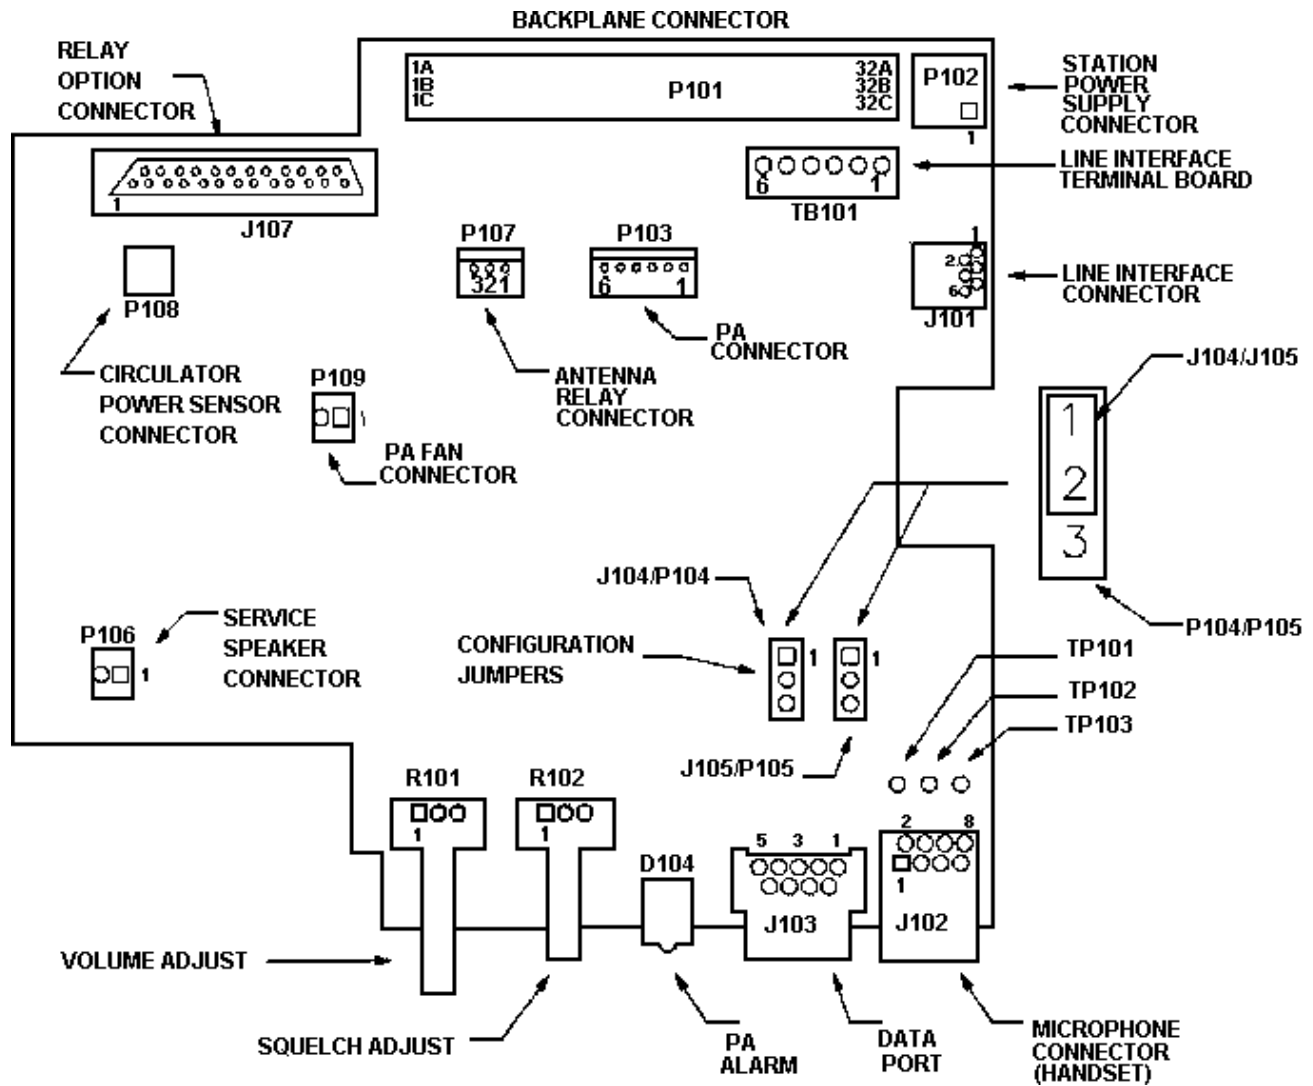 BACKPLANE CONNECTOR
RELAY
OPTION
CONNECTOR
1A
1B
1C
P101
32A
32B
32C
P102
1
STATION
POWER
SUPPLY
CONNECTOR
1
J107
6 1
TB101
LINE INTERFACE
TERMINAL BOARD
P108
P107
321
P103
6 1
1
2
6
J101
LINE INTERFACE
CONNECTOR
CIRCULATOR
POWER SENSOR
CONNECTOR
P109
1
PA FAN
CONNECTOR
ANTENNA
RELAY
CONNECTOR
PA
CONNECTOR
J104/J105
1
2
3
P104/P105
J104/P104
P106
1
SERVICE
SPEAKER
CONNECTOR
CONFIGURATION
JUMPERS
1
1
J105/P105
TP101
TP102
TP103
R101
1
R102
1
D104
5 3 1
J103
2 8
1
J102
VOLUME ADJUST
SQUELCH ADJUST
PA
ALARM
DATA
PORT
MICROPHONE
CONNECTOR
(HANDSET)